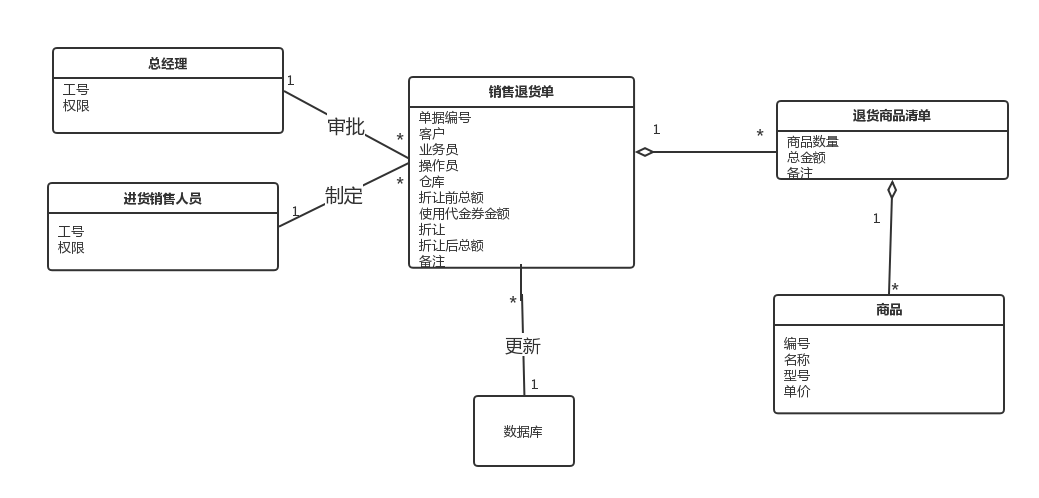 总经理
工号
权限
1
审批
*
进货销售人员
工号
权限
1
制定
*
销售退货单
单据编号
客户
业务员
操作员
仓库
折让前总额
使用代金券金额
折让
折让后总额
备注
*
更新
1
数据库
1
*
退货商品清单
商品数量
总金额
备注
1
*
商品
编号
名称
型号
单价